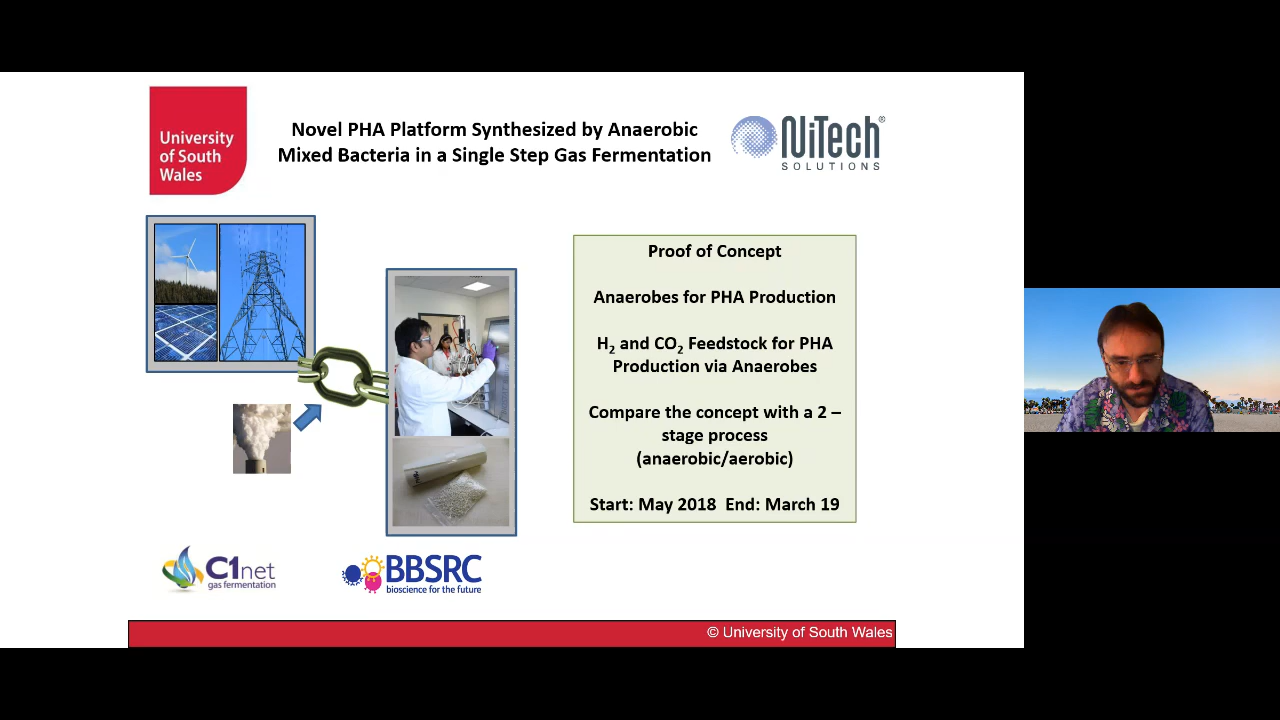 University
of South
Wales
Novel PHA Platform Synthesized by Anaerobic
Mixed Bacteria in a Single Step Gas Fermentation
NiTech®
SOLUTIONS
Proof of Concept
Anaerobes for PHA Production
H₂ and CO₂ Feedstock for PHA
Production via Anaerobes
Compare the concept with a 2 –
stage process
(anaerobic/aerobic)
Start: May 2018 End: March 19
C1net
gas fermentation
BBSRC
bioscience for the future
© University of South Wales